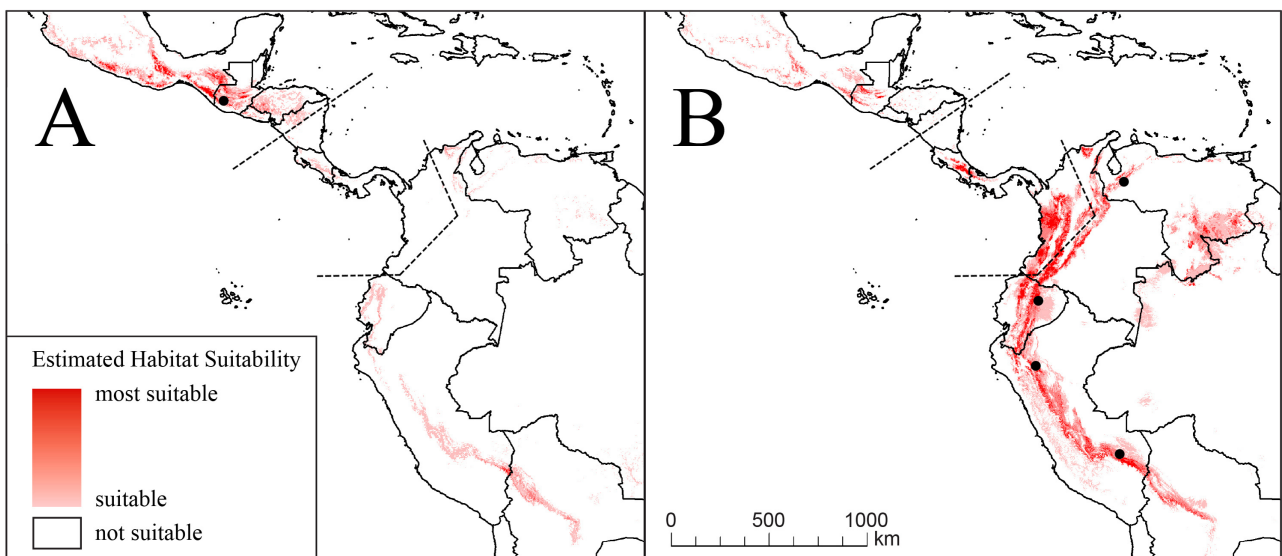 A
B
Estimated Habitat Suitability
most suitable
suitable
not suitable
0 500 1000
km